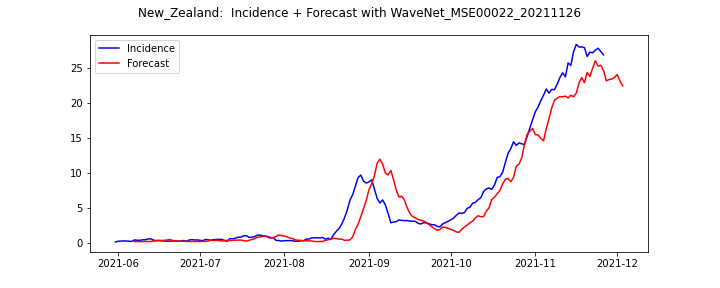 New_Zealand:  Incidence + Forecast with WaveNet_MSE00022_20211126
Incidence
Forecast
25
20
15
10
5
0
2021-06 2021-07 2021-08 2021-09 2021-10 2021-11 2021-12